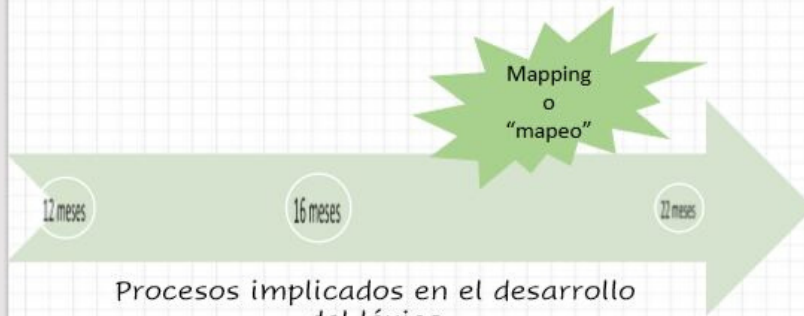 Mapping
o
"mapeo"
12 meses
16 meses
22 meses
Procesos implicados en el desarrollo